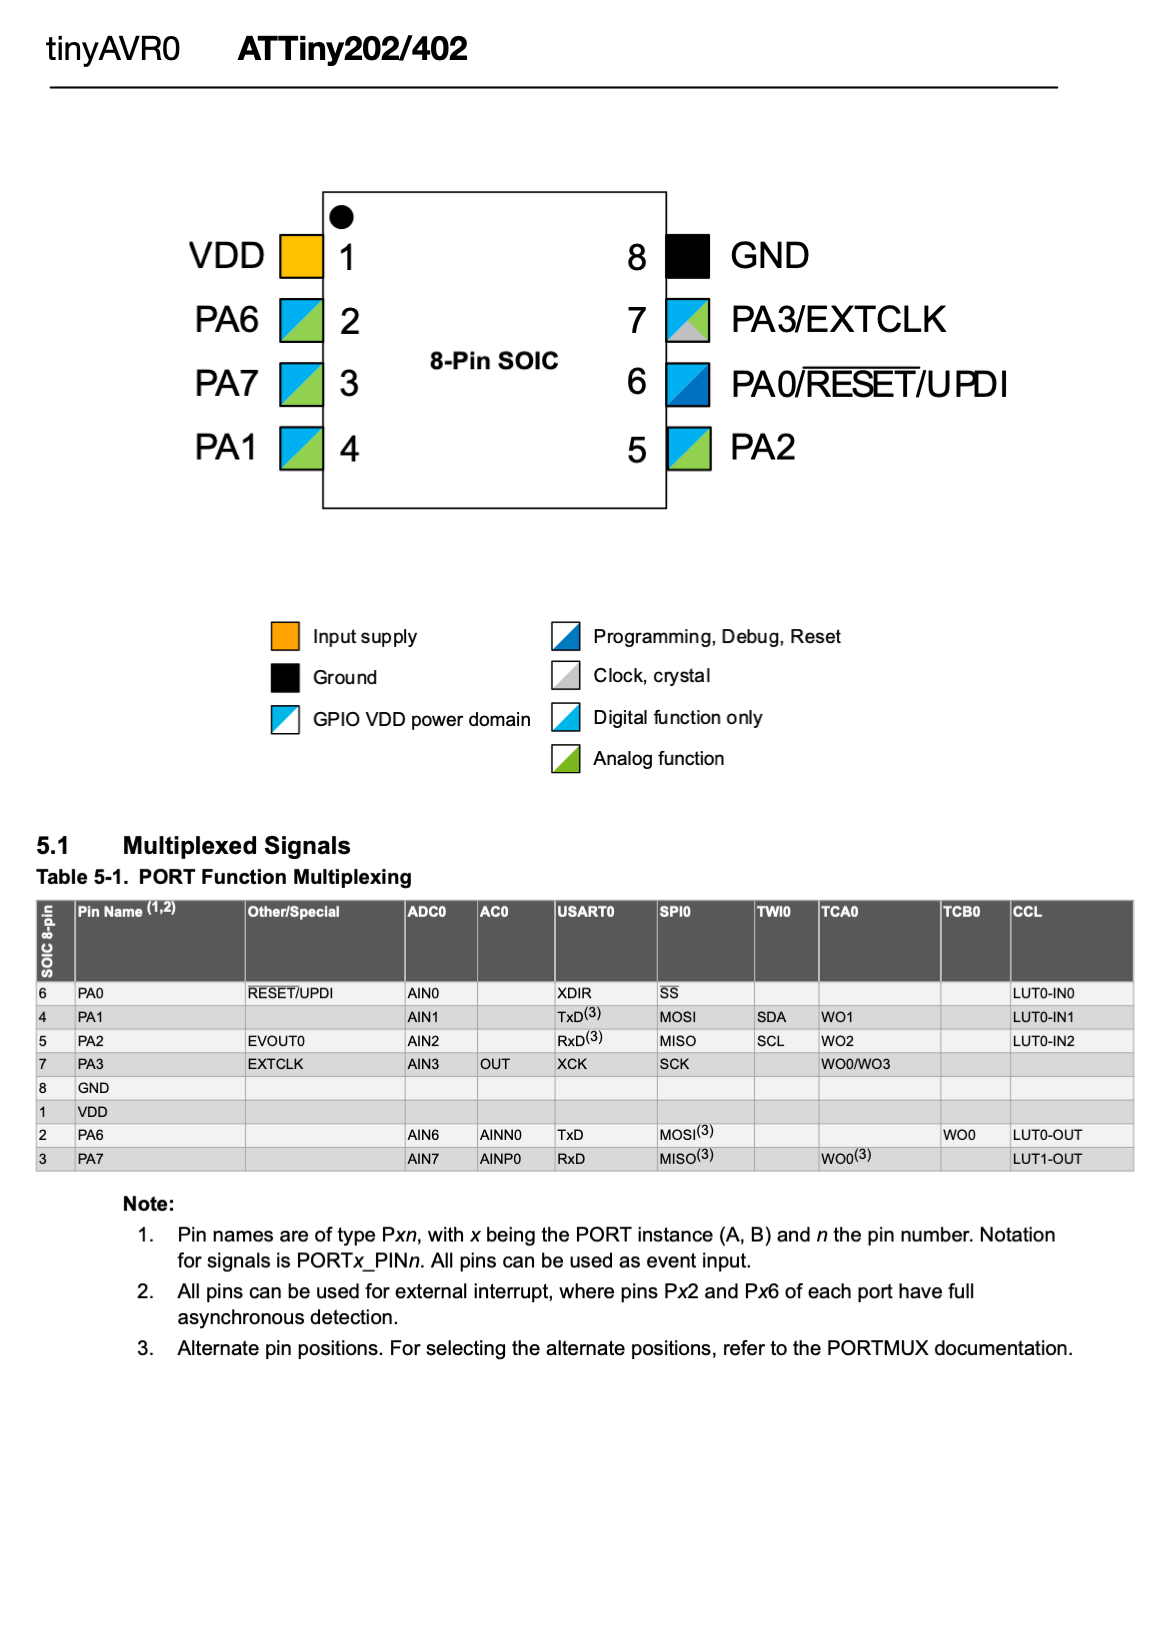 tinyAVR0 ATTiny202/402
VDD 1 8 GND
PA6 2 7 PA3/EXTCLK
8-Pin SOIC
PA7 3 6 PA0/RESET/UPDI
PA1 4 5 PA2
Input supply Programming, Debug, Reset
Ground Clock, crystal
GPIO VDD power domain Digital function only
Analog function
5.1 Multiplexed Signals
Table 5-1. PORT Function Multiplexing
SOIC 8-pin Pin Name (1,2) Other/Special ADC0 AC0 USART0 SPI0 TWI0 TCA0 TCB0 CCL
6 PA0 RESET/UPDI AIN0 XDIR SS LUT0-IN0
4 PA1 AIN1 TxD(3) MOSI SDA WO1 LUT0-IN1
5 PA2 EVOUT0 AIN2 RxD(3) MISO SCL WO2 LUT0-IN2
7 PA3 EXTCLK AIN3 OUT XCK SCK WO0/WO3
8 GND
1 VDD
2 PA6 AIN6 AINN0 TxD MOSI(3) WO0 LUT0-OUT
3 PA7 AIN7 AINP0 RxD MISO(3) WO0(3) LUT1-OUT
Note:
1. Pin names are of type Pxn, with x being the PORT instance (A, B) and n the pin number. Notation
for signals is PORTx_PINn. All pins can be used as event input.
2. All pins can be used for external interrupt, where pins Px2 and Px6 of each port have full
asynchronous detection.
3. Alternate pin positions. For selecting the alternate positions, refer to the PORTMUX documentation.